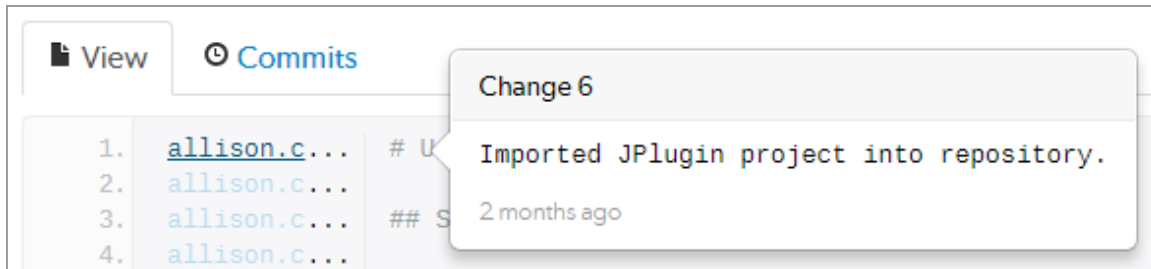 View Commits
Change 6
1. allison.c... # U
Imported JPlugin project into repository.
2. allison.c...
2 months ago
3. allison.c... ## S
4. allison.c...